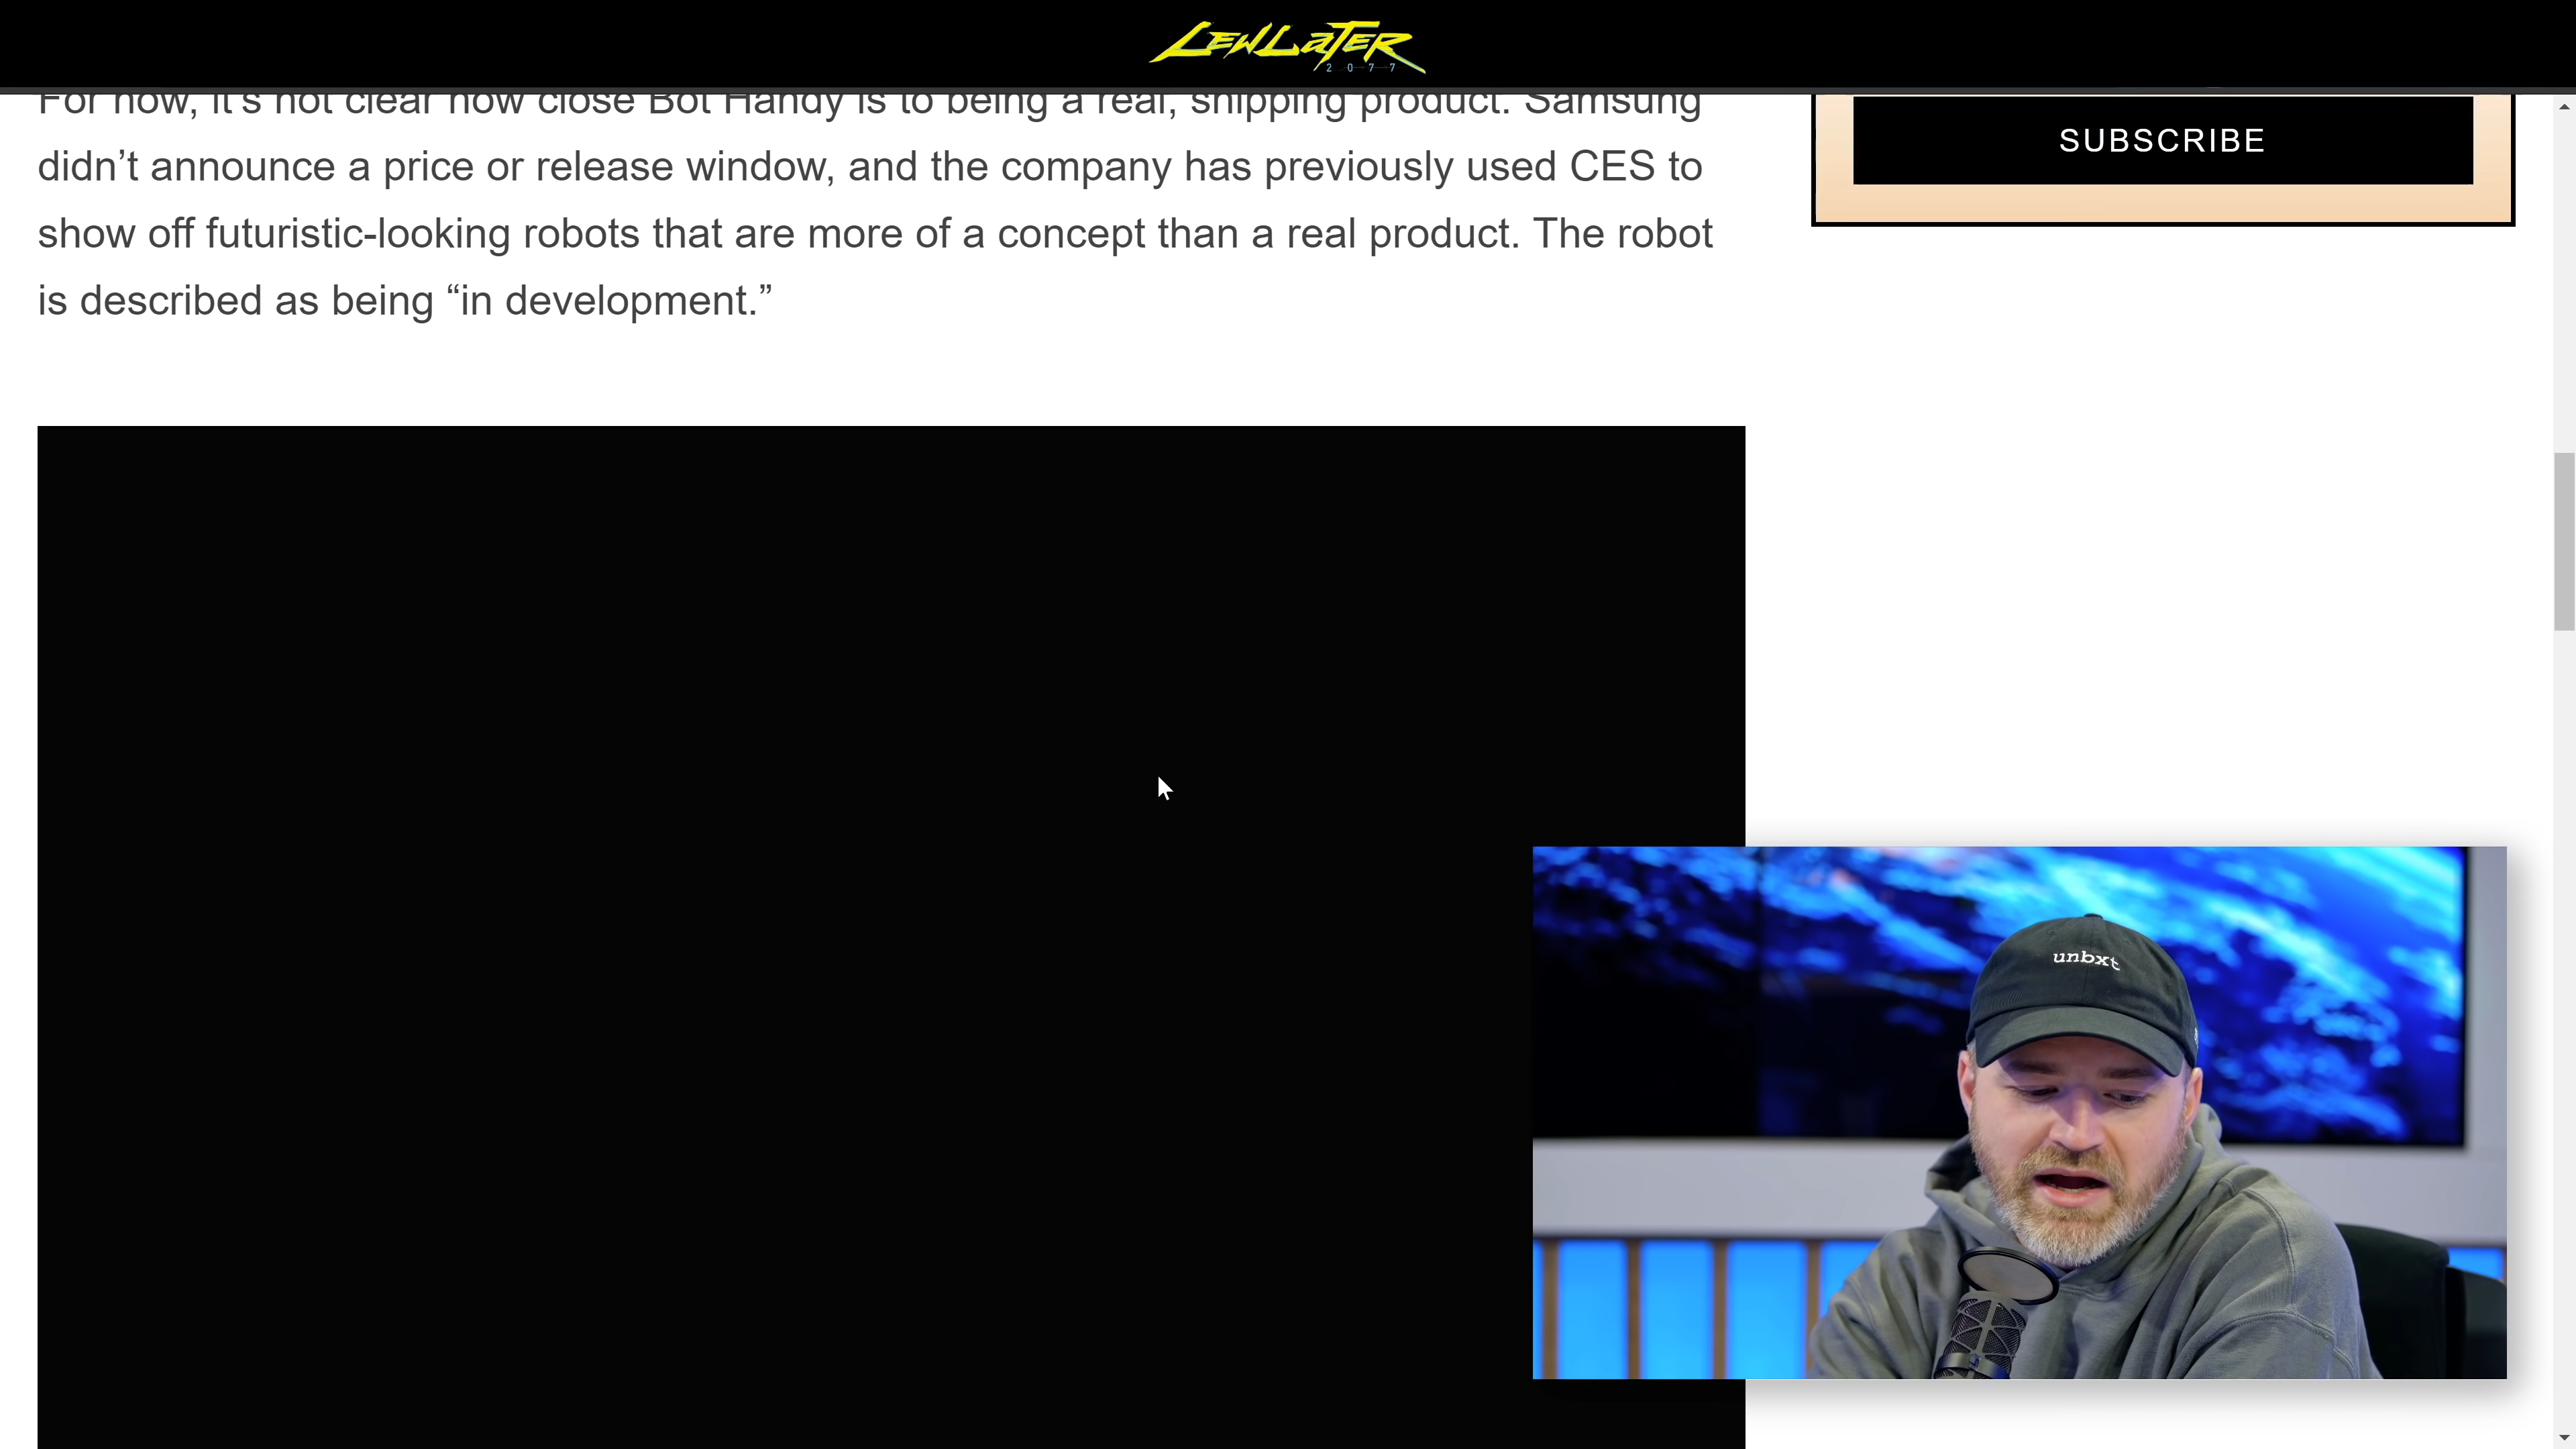 LEWLATER
2077
For now, it's not clear how close Bot Handy is to being a real, shipping product. Samsung
didn’t announce a price or release window, and the company has previously used CES to
show off futuristic-looking robots that are more of a concept than a real product. The robot
is described as being “in development.”
SUBSCRIBE
unbxt